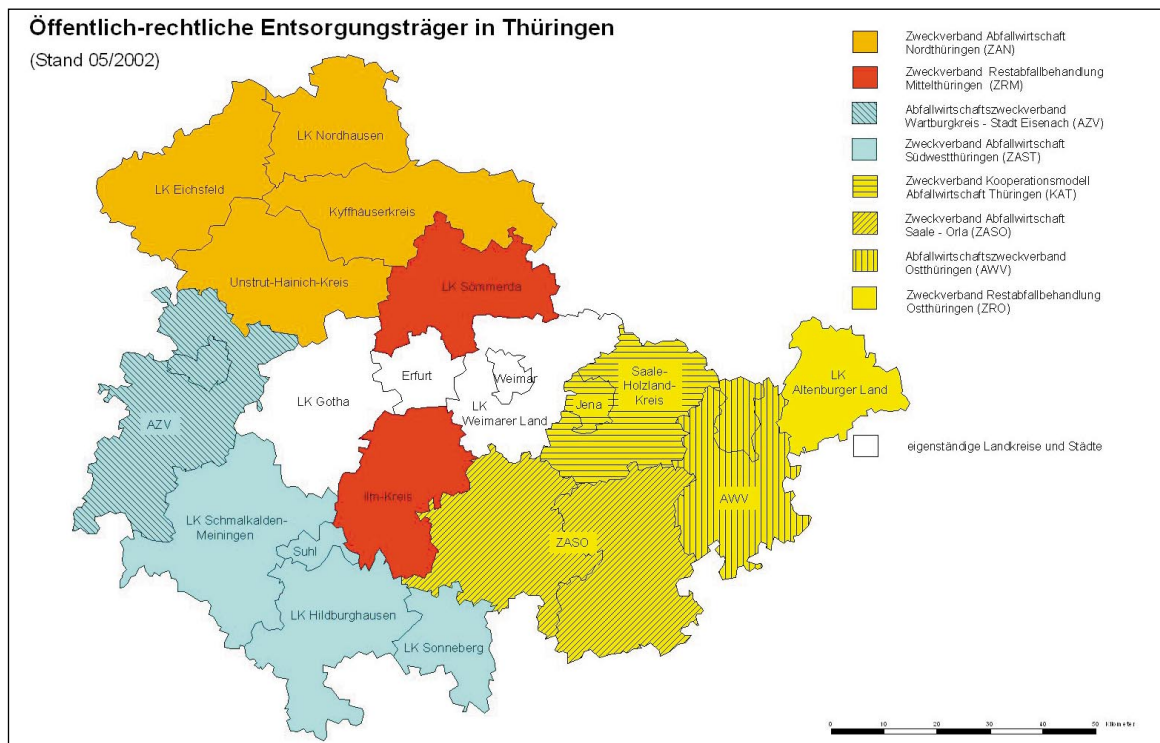 Öffentlich-rechtliche Entsorgungsträger in Thüringen
(Stand 05/2002)
Zweckverband Abfallwirtschaft
Nordthüringen (ZAN)
Zweckverband Restabfallbehandlung
Mittelthüringen (ZRM)
Abfallwirtschaftszweckverband
Wartburgkreis - Stadt Eisenach (AZV)
Zweckverband Abfallwirtschaft
Südwestthüringen (ZAST)
Zweckverband Kooperationsmodell
Abfallwirtschaft Thüringen (KAT)
Zweckverband Abfallwirtschaft
Saale - Orla (ZASO)
Abfallwirtschaftszweckverband
Ostthüringen (AWV)
Zweckverband Restabfallbehandlung
Ostthüringen (ZRO)
eigenständige Landkreise und Städte
LK Nordhausen
LK Eichsfeld
Kyffhäuserkreis
Unstrut-Hainich-Kreis
LK Sömmerda
Erfurt
Weimar
LK Gotha
LK
Weimarer Land
Saale-
Holzland-
Kreis
Jena
LK
Altenburger Land
AZV
Ilm-Kreis
AWV
LK Schmalkalden-
Meiningen
Suhl
ZASO
LK Hildburghausen
LK Sonneberg
0 10 20 30 40 50 Kilometer